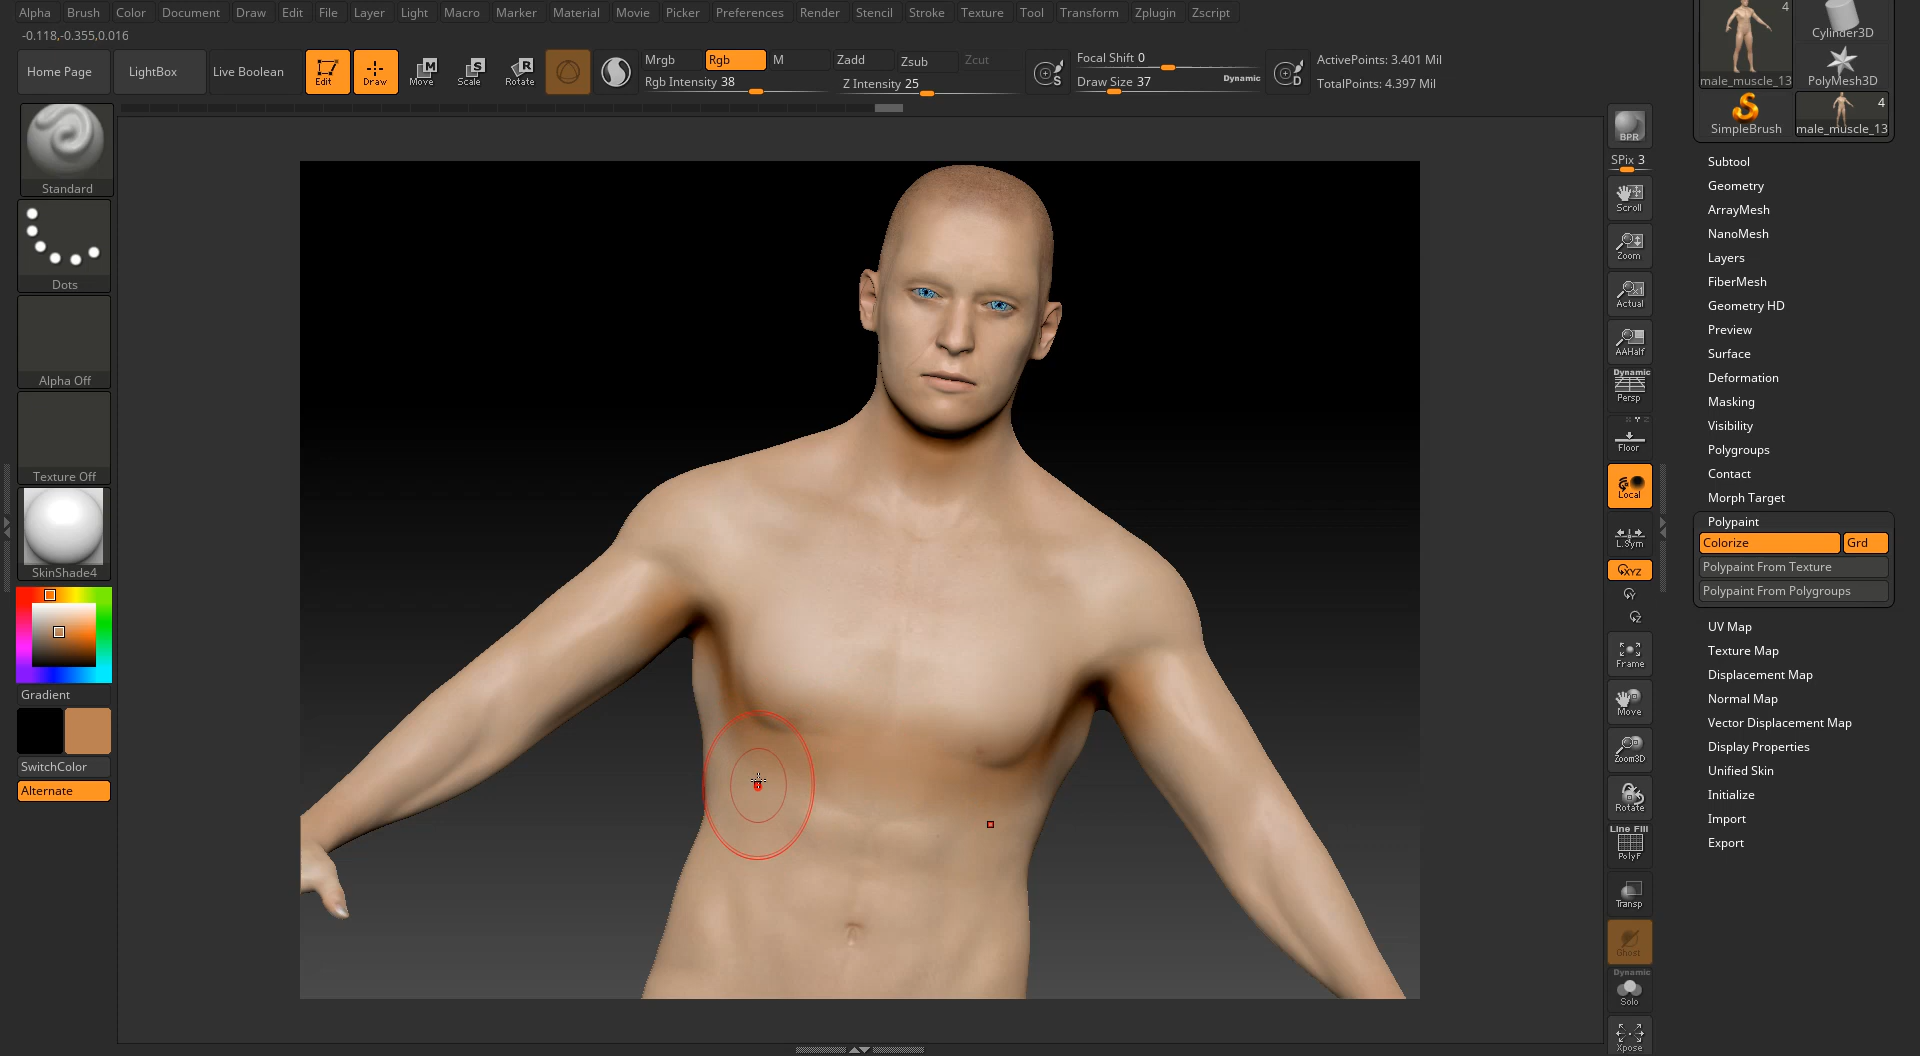 Alpha Brush Color Document Draw Edit File Layer Light Macro Marker Material Movie Picker Preferences Render Stencil Stroke Texture Tool Transform Zplugin Zscript
-0.118,-0.355,0.016
Home Page LightBox Live Boolean
Edit Draw Move Scale Rotate
M S R
Mrgb Rgb M Zadd Zsub Zcut
Rgb Intensity 38 Z Intensity 25
S
Focal Shift 0
Draw Size 37 Dynamic
D
ActivePoints: 3.401 Mil
TotalPoints: 4.397 Mil
Standard
Dots
Alpha Off
Texture Off
SkinShade4
Gradient
SwitchColor
Alternate
BPR
SPix 3
Scroll
Zoom
Actual
AAHalf
Dynamic
Persp
Floor
Local
L.Sym
XYZ
Y
Z
Frame
Move
Zoom3D
Rotate
Line Fill
PolyF
Transp
Ghost
Dynamic
Solo
Xpose
4
male_muscle_13
Cylinder3D
PolyMesh3D
SimpleBrush
4
male_muscle_13
Subtool
Geometry
ArrayMesh
NanoMesh
Layers
FiberMesh
Geometry HD
Preview
Surface
Deformation
Masking
Visibility
Polygroups
Contact
Morph Target
Polypaint
Colorize Grd
Polypaint From Texture
Polypaint From Polygroups
UV Map
Texture Map
Displacement Map
Normal Map
Vector Displacement Map
Display Properties
Unified Skin
Initialize
Import
Export